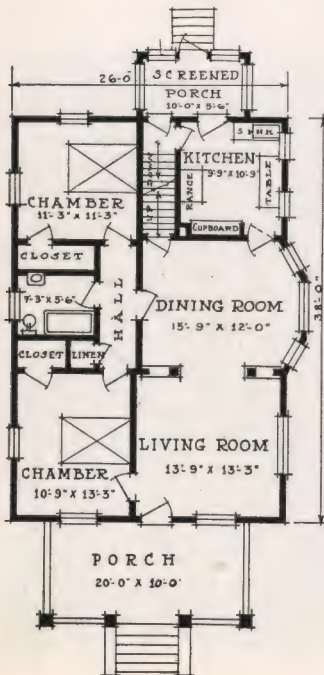 26'-0"
SCREENED
PORCH
10'-0" X 5'-6"
SINK
KITCHEN
9'-9" X 10'-9"
RANGE
TABLE
CUPBOARD
UP
DOWN
CHAMBER
11'-3" X 11'-3"
CLOSET
7'-3" X 5'-6"
HALL
DINING ROOM
15'-9" X 12'-0"
38'-0"
CLOSET
LINEN
LIVING ROOM
13'-9" X 13'-3"
CHAMBER
10'-9" X 13'-3"
PORCH
20'-0" X 10'-0"